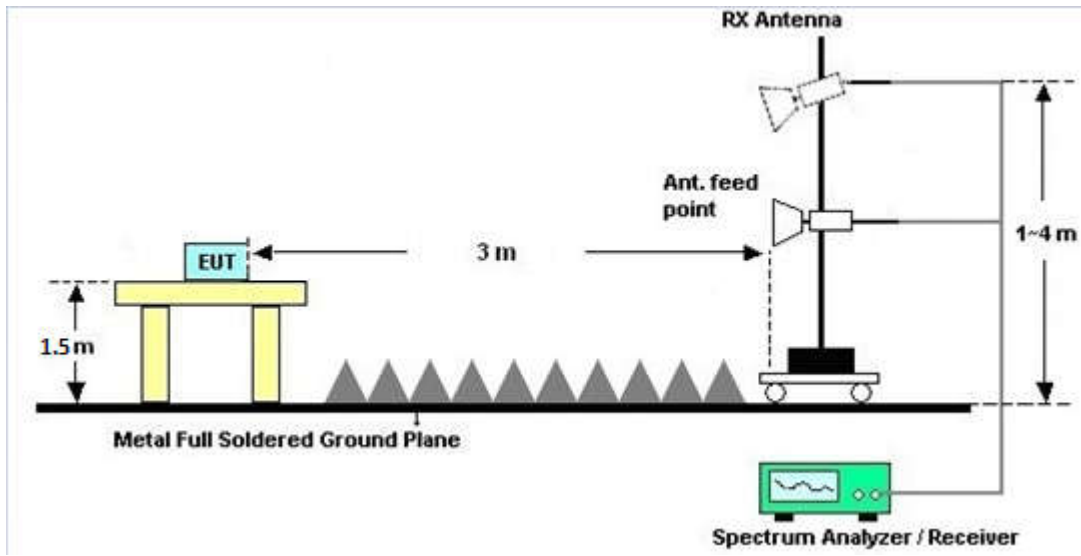 RX Antenna
Ant. feed
point
EUT
3 m
1~4 m
1.5 m
Metal Full Soldered Ground Plane
Spectrum Analyzer / Receiver